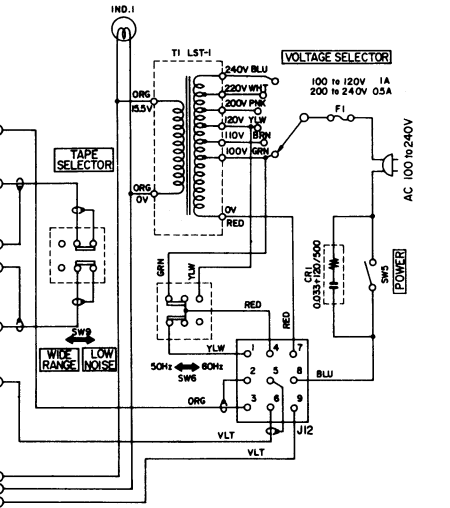 IND.1
T1 LST-1
VOLTAGE SELECTOR
240V BLU
220V WHT
200V PNK
120V YLW
110V BRN
100V GRN
0V
RED
ORG
15.5V
ORG
0V
100 to 120V 1A
200 to 240V 0.5A
F1
AC 100 to 240V
TAPE
SELECTOR
SW9
WIDE
RANGE
LOW
NOISE
GRN
YLW
RED
RED
CR1
0.033+120/500
SW5
POWER
YLW
50Hz
60Hz
SW6
1 4 7
2 5 8
3 6 9
BLU
ORG
J12
VLT
VLT